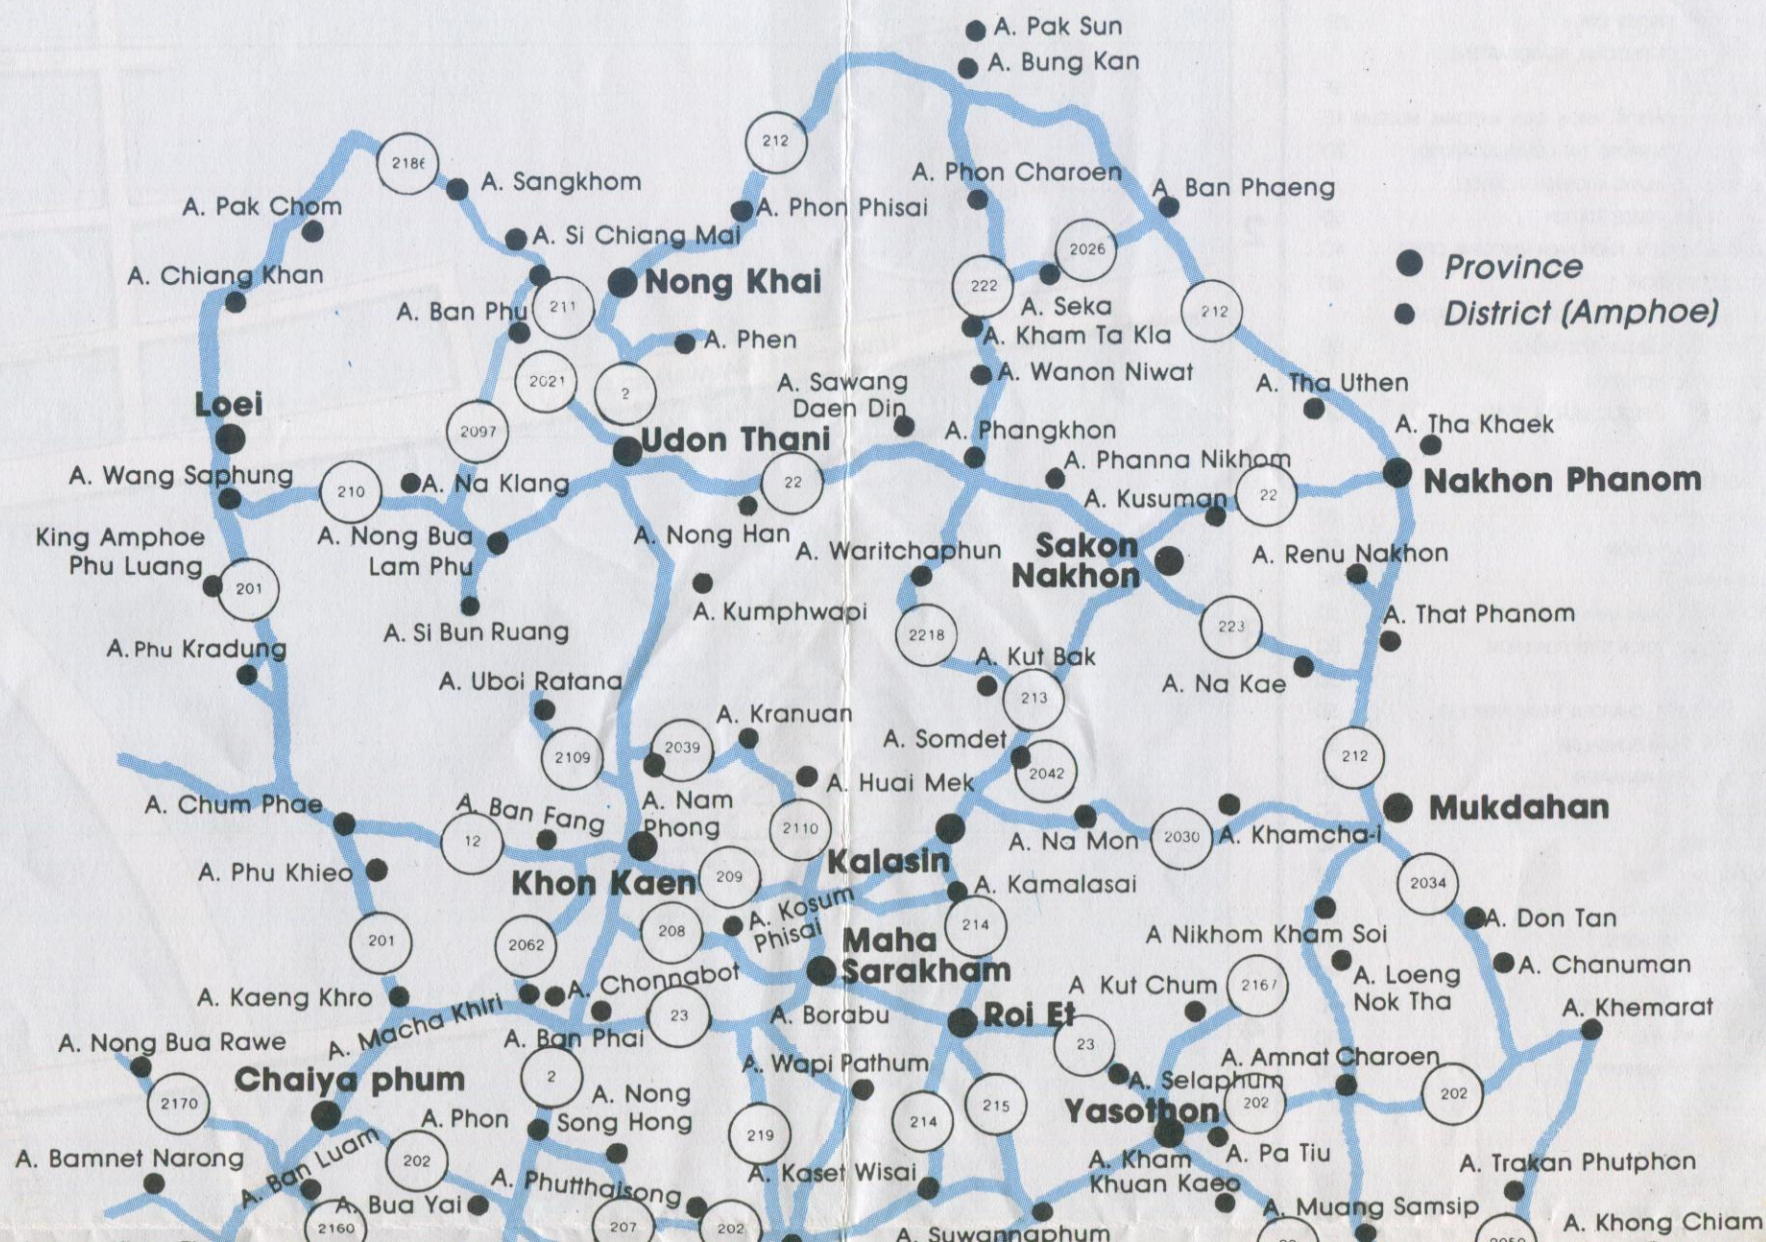 A. Pak Sun
A. Bung Kan
212
2186
A. Sangkhom
A. Phon Charoen
A. Ban Phaeng
A. Pak Chom
A. Phon Phisai
A. Si Chiang Mai
2026
Province
A. Chiang Khan
Nong Khai
222
A. Seka
212
District (Amphoe)
A. Ban Phu
211
A. Phen
A. Kham Ta Kla
A. Wanon Niwat
2021
2
A. Sawang
Daen Din
A. Tha Uthen
Loei
2097
Udon Thani
A. Phangkhon
A. Tha Khaek
A. Wang Saphung
210
A. Na Klang
22
A. Phanna Nikhom
A. Kusuman
22
Nakhon Phanom
King Amphoe
Phu Luang
201
A. Nong Bua
Lam Phu
A. Nong Han
A. Waritchaphun
Sakon
Nakhon
A. Renu Nakhon
A. Kumphwapi
A. Si Bun Ruang
2218
223
A. That Phanom
A. Phu Kradung
A. Kut Bak
A. Uboi Ratana
213
A. Na Kae
A. Kranuan
2109
2039
A. Somdet
2042
212
A. Huai Mek
A. Chum Phae
12
A. Ban Fang
A. Nam
Phong
2110
A. Na Mon
2030
A. Khamcha-i
Mukdahan
A. Phu Khieo
Khon Kaen
209
Kalasin
A. Kamalasai
2034
201
2062
208
A. Kosum
Phisai
Maha
Sarakham
214
A Nikhom Kham Soi
A. Don Tan
A. Kaeng Khro
A. Macha Khiri
A. Chonnabot
A Kut Chum
2167
A. Loeng
Nok Tha
A. Chanuman
A. Nong Bua Rawe
A. Ban Phai
23
A. Borabu
Roi Et
23
A. Khemarat
2170
Chaiya phum
2
A. Nong
Song Hong
A. Wapi Pathum
A. Selaphum
A. Amnat Charoen
A. Phon
219
214
215
Yasothon
202
202
A. Bamnet Narong
A. Ban Luam
202
A. Phutthaisong
A. Kaset Wisai
A. Kham
Khuan Kaeo
A. Pa Tiu
A. Trakan Phutphon
2160
A. Bua Yai
207
202
A. Suwannaphum
A. Muang Samsip
A. Khong Chiam